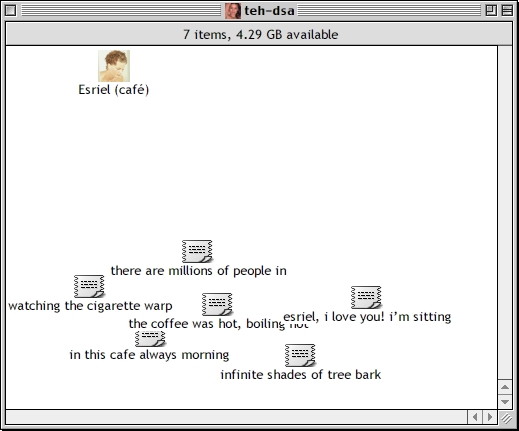 teh-dsa
7 items, 4.29 GB available
Esriel (café)
there are millions of people in
watching the cigarette warp
esriel, i love you! i'm sitting
the coffee was hot, boiling hot
in this cafe always morning
infinite shades of tree bark